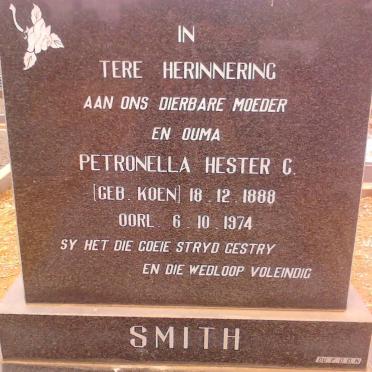 IN
TERE HERINNERING
AAN ONS DIERBARE MOEDER
EN OUMA
PETRONELLA HESTER C.
[GEB. KOEN] 18.12.1888
OORL. 6.10.1974
SY HET DIE GOEIE STRYD GESTRY
EN DIE WEDLOOP VOLEINDIG
SMITH